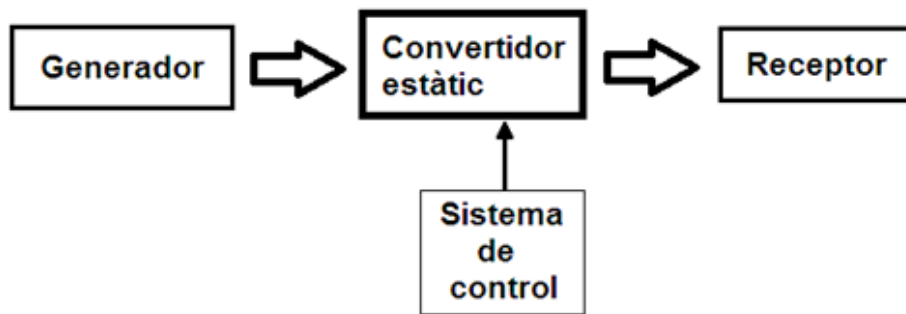 Generador
Convertidor
estàtic
Receptor
Sistema
de
control